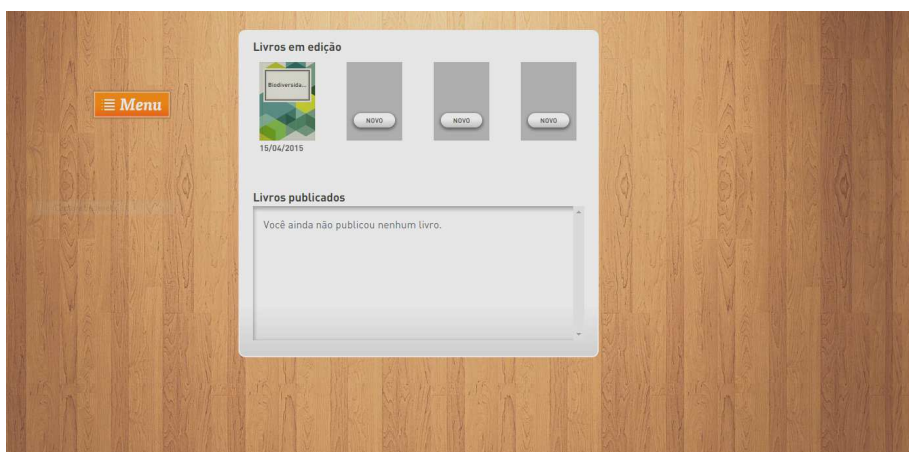 Livros em edição
Menu
Biodiversida...
NOVO
NOVO
NOVO
15/04/2015
Livros publicados
Você ainda não publicou nenhum livro.